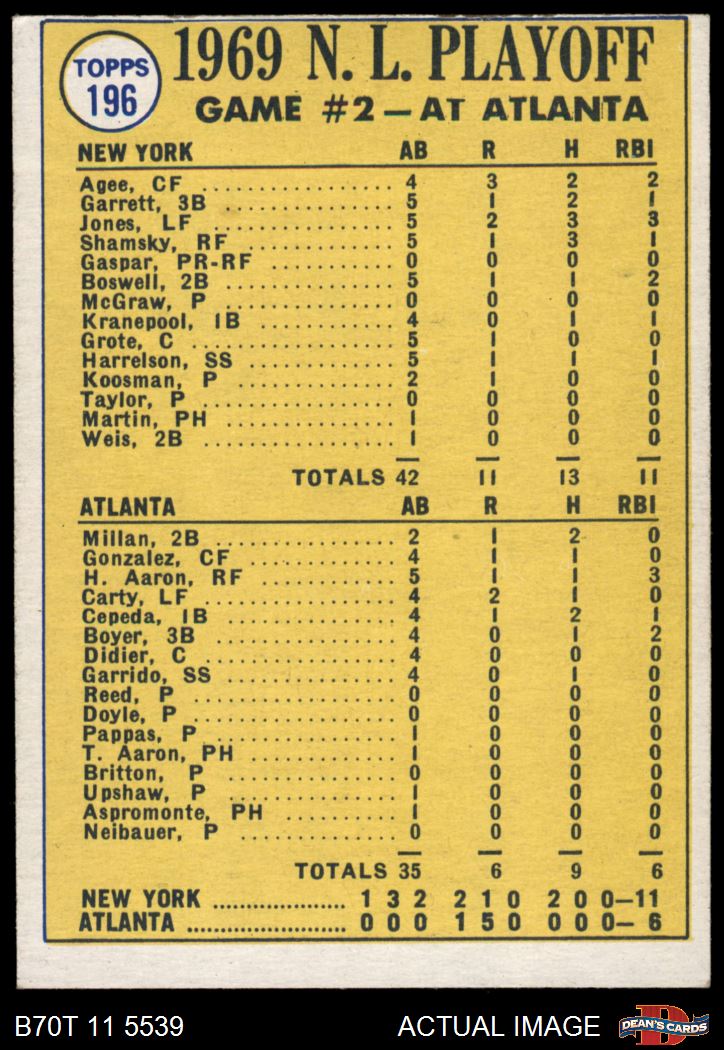 TOPPS
196
1969 N. L. PLAYOFF
GAME #2 — AT ATLANTA
NEW YORK AB R H RBI
Agee, CF .................. 4 3 2 2
Garrett, 3B ............... 5 1 2 1
Jones, LF ................. 5 2 3 3
Shamsky, RF ............... 5 1 3 1
Gaspar, PR-RF ............. 0 0 0 0
Boswell, 2B ............... 5 1 1 2
McGraw, P ................. 0 0 0 0
Kranepool, 1B ............. 4 0 1 1
Grote, C .................. 5 1 0 0
Harrelson, SS ............. 5 1 1 1
Koosman, P ................ 2 1 0 0
Taylor, P ................. 0 0 0 0
Martin, PH ................ 1 0 0 0
Weis, 2B .................. 1 0 0 0
TOTALS 42 11 13 11
ATLANTA AB R H RBI
Millan, 2B ................ 2 1 2 0
Gonzalez, CF .............. 4 1 1 0
H. Aaron, RF .............. 5 1 1 3
Carty, LF ................. 4 2 1 0
Cepeda, 1B ................ 4 1 2 1
Boyer, 3B ................. 4 0 1 2
Didier, C ................. 4 0 0 0
Garrido, SS ............... 4 0 1 0
Reed, P ................... 0 0 0 0
Doyle, P .................. 0 0 0 0
Pappas, P ................. 1 0 0 0
T. Aaron, PH .............. 1 0 0 0
Britton, P ................ 0 0 0 0
Upshaw, P ................. 1 0 0 0
Aspromonte, PH ............ 1 0 0 0
Neibauer, P ............... 0 0 0 0
TOTALS 35 6 9 6
NEW YORK .................. 1 3 2 2 1 0 2 0 0—11
ATLANTA ................... 0 0 0 1 5 0 0 0 0— 6
B70T 11 5539 ACTUAL IMAGE D DEAN'S CARDS